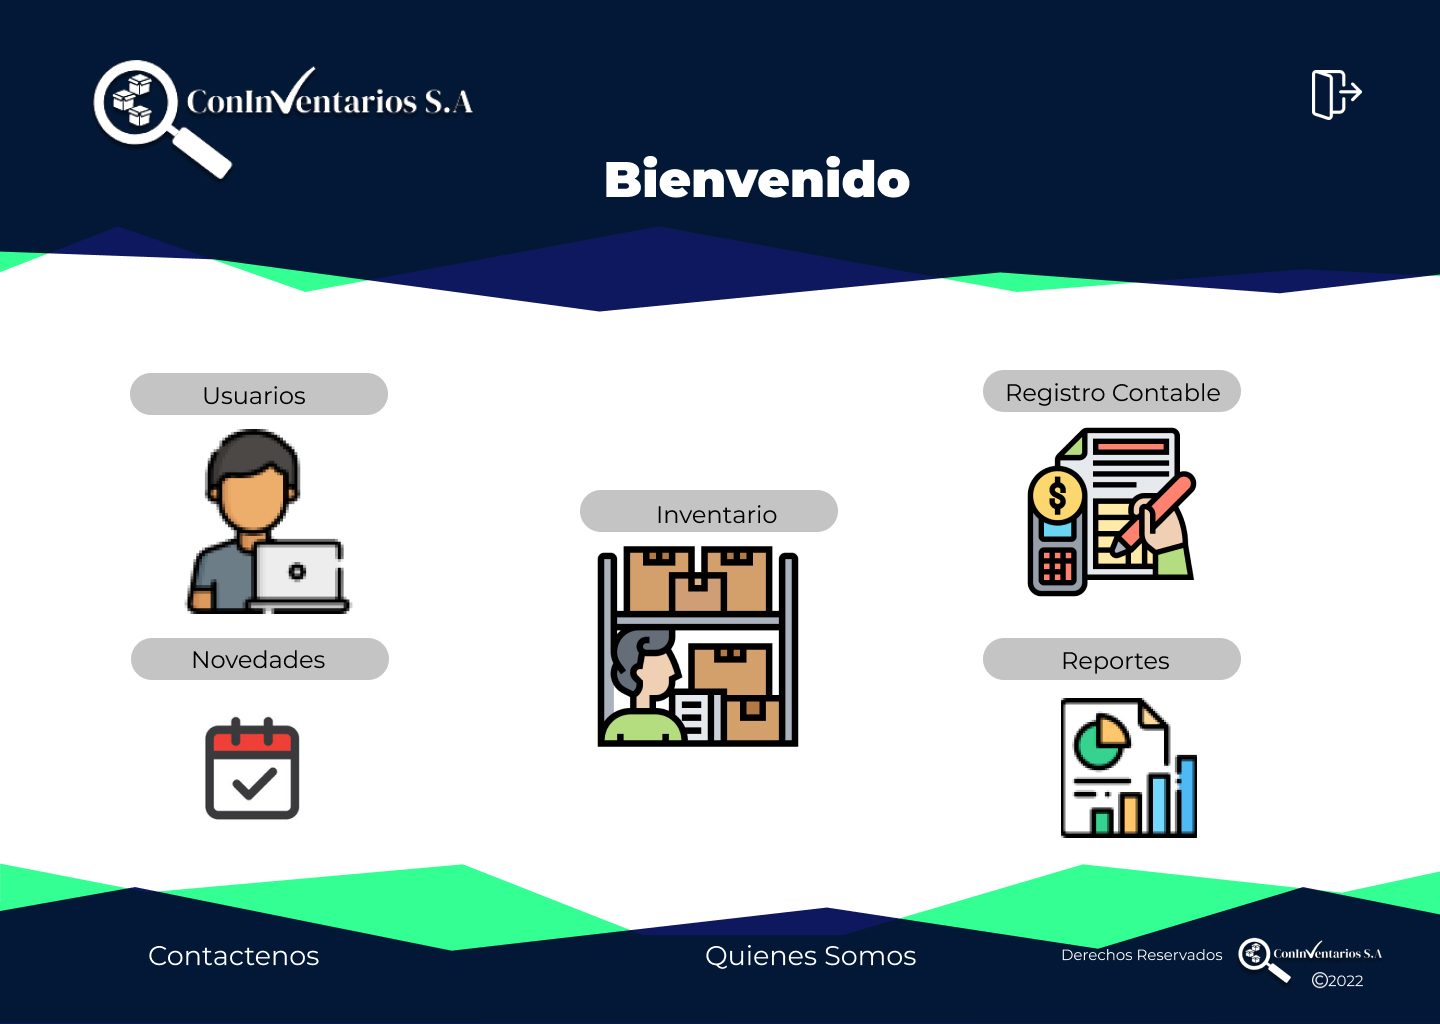 ConInventarios S.A
Bienvenido
Usuarios
Registro Contable
$
Inventario
Novedades
Reportes
Contactenos
Quienes Somos
Derechos Reservados
ConInventarios S.A
©2022